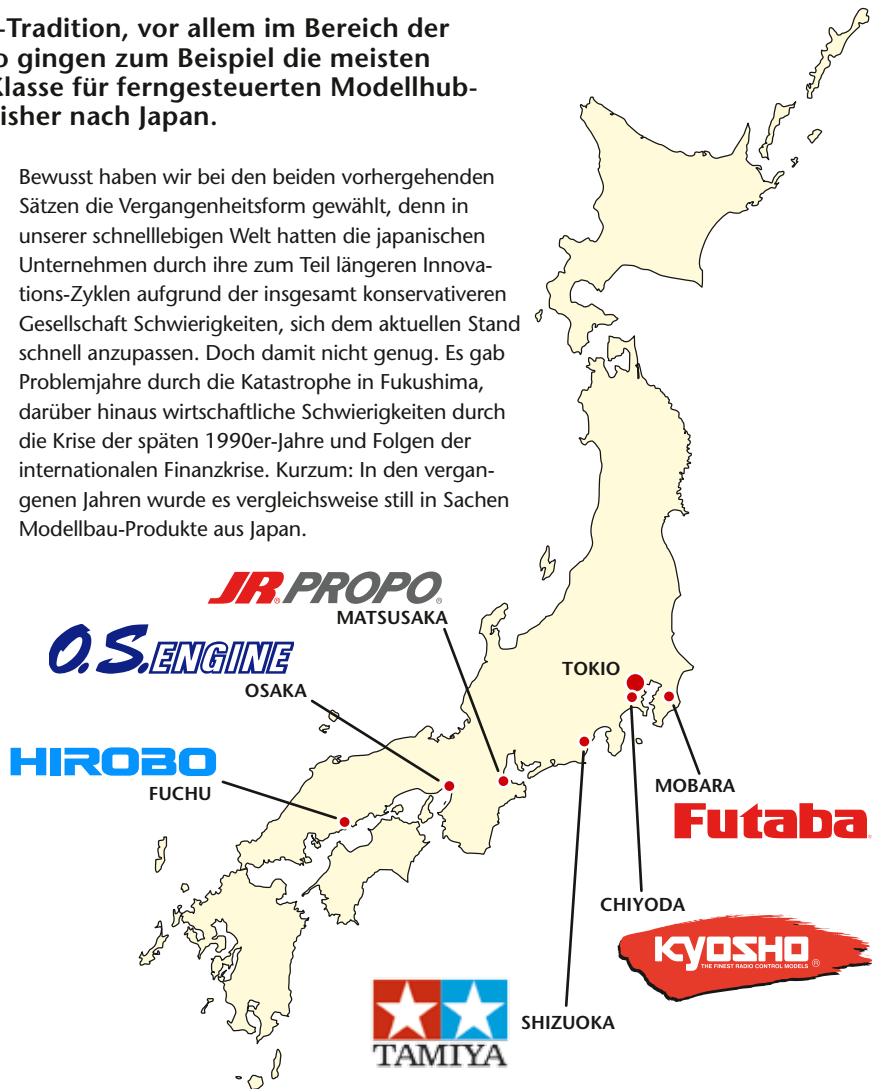 -Tradition, vor allem im Bereich der
o gingen zum Beispiel die meisten
Klasse für ferngesteuerten Modellhub-
isher nach Japan.
Bewusst haben wir bei den beiden vorhergehenden
Sätzen die Vergangenheitsform gewählt, denn in
unserer schnelllebigen Welt hatten die japanischen
Unternehmen durch ihre zum Teil längeren Innova-
tions-Zyklen aufgrund der insgesamt konservativeren
Gesellschaft Schwierigkeiten, sich dem aktuellen Stand
schnell anzupassen. Doch damit nicht genug. Es gab
Problemjahre durch die Katastrophe in Fukushima,
darüber hinaus wirtschaftliche Schwierigkeiten durch
die Krise der späten 1990er-Jahre und Folgen der
internationalen Finanzkrise. Kurzum: In den vergan-
genen Jahren wurde es vergleichsweise still in Sachen
Modellbau-Produkte aus Japan.
JR® PROPO®
MATSUSAKA
O.S. ENGINE
OSAKA
TOKIO
HIROBO
FUCHU
MOBARA
Futaba®
CHIYODA
KYOSHO®
THE FINEST RADIO CONTROL MODELS
SHIZUOKA
TAMIYA